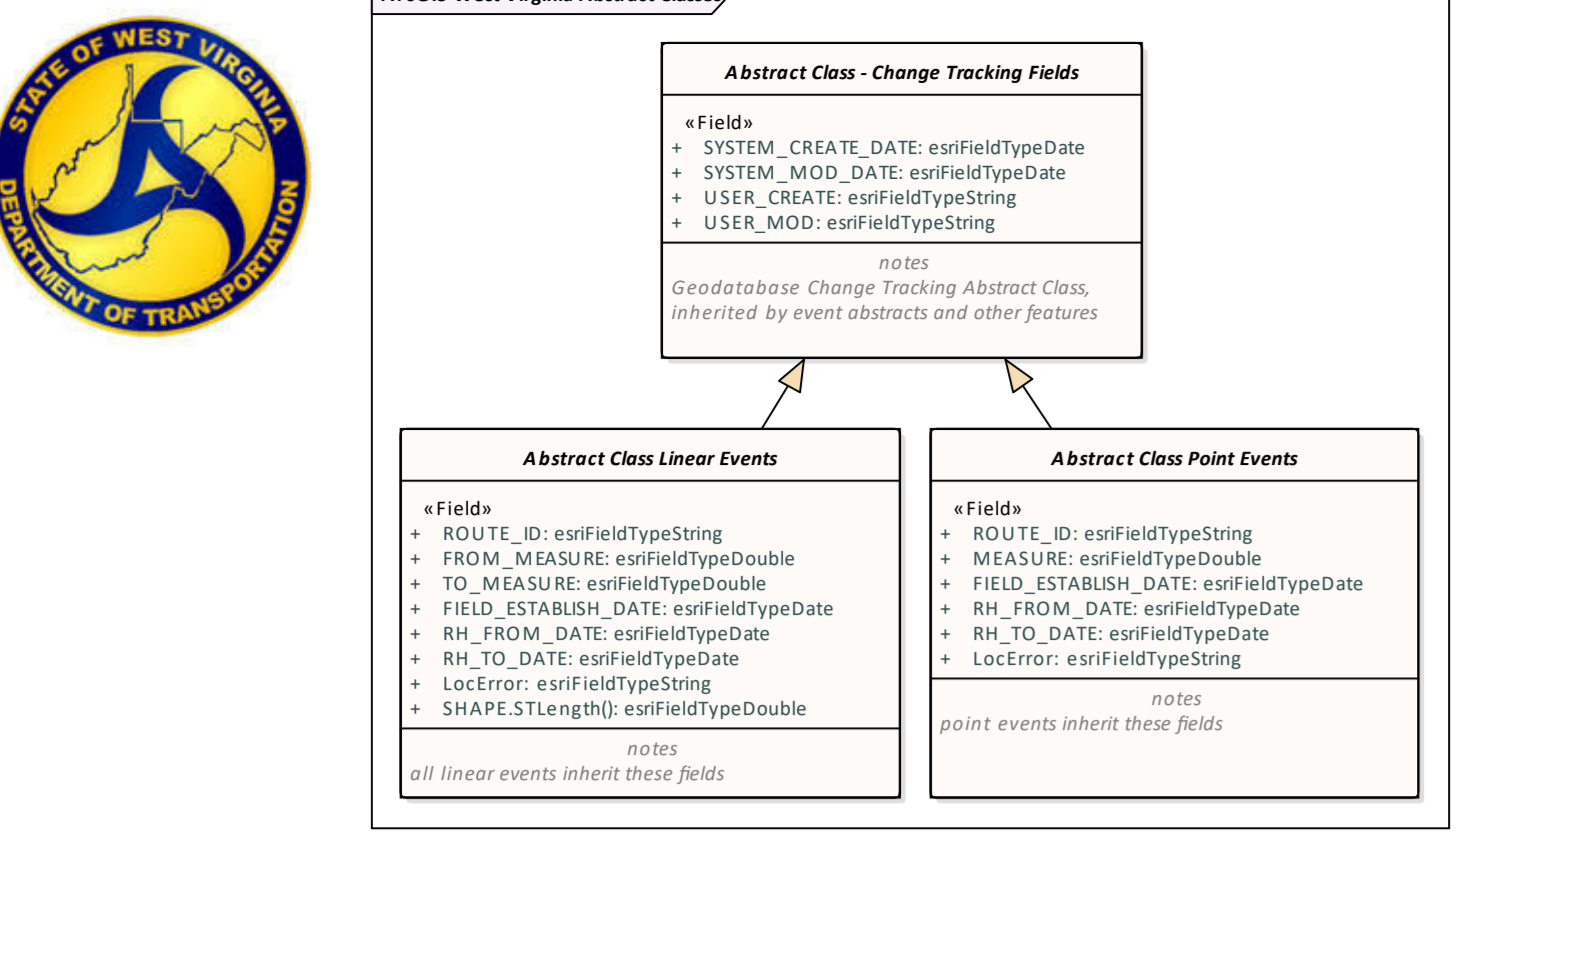 STATE OF WEST VIRGINIA
DEPARTMENT OF TRANSPORTATION
West Virginia Abstract Classes
Abstract Class - Change Tracking Fields
«Field»
+ SYSTEM_CREATE_DATE: esriFieldTypeDate
+ SYSTEM_MOD_DATE: esriFieldTypeDate
+ USER_CREATE: esriFieldTypeString
+ USER_MOD: esriFieldTypeString
notes
Geodatabase Change Tracking Abstract Class,
inherited by event abstracts and other features
Abstract Class Linear Events
«Field»
+ ROUTE_ID: esriFieldTypeString
+ FROM_MEASURE: esriFieldTypeDouble
+ TO_MEASURE: esriFieldTypeDouble
+ FIELD_ESTABLISH_DATE: esriFieldTypeDate
+ RH_FROM_DATE: esriFieldTypeDate
+ RH_TO_DATE: esriFieldTypeDate
+ LocError: esriFieldTypeString
+ SHAPE.STLength(): esriFieldTypeDouble
notes
all linear events inherit these fields
Abstract Class Point Events
«Field»
+ ROUTE_ID: esriFieldTypeString
+ MEASURE: esriFieldTypeDouble
+ FIELD_ESTABLISH_DATE: esriFieldTypeDate
+ RH_FROM_DATE: esriFieldTypeDate
+ RH_TO_DATE: esriFieldTypeDate
+ LocError: esriFieldTypeString
notes
point events inherit these fields